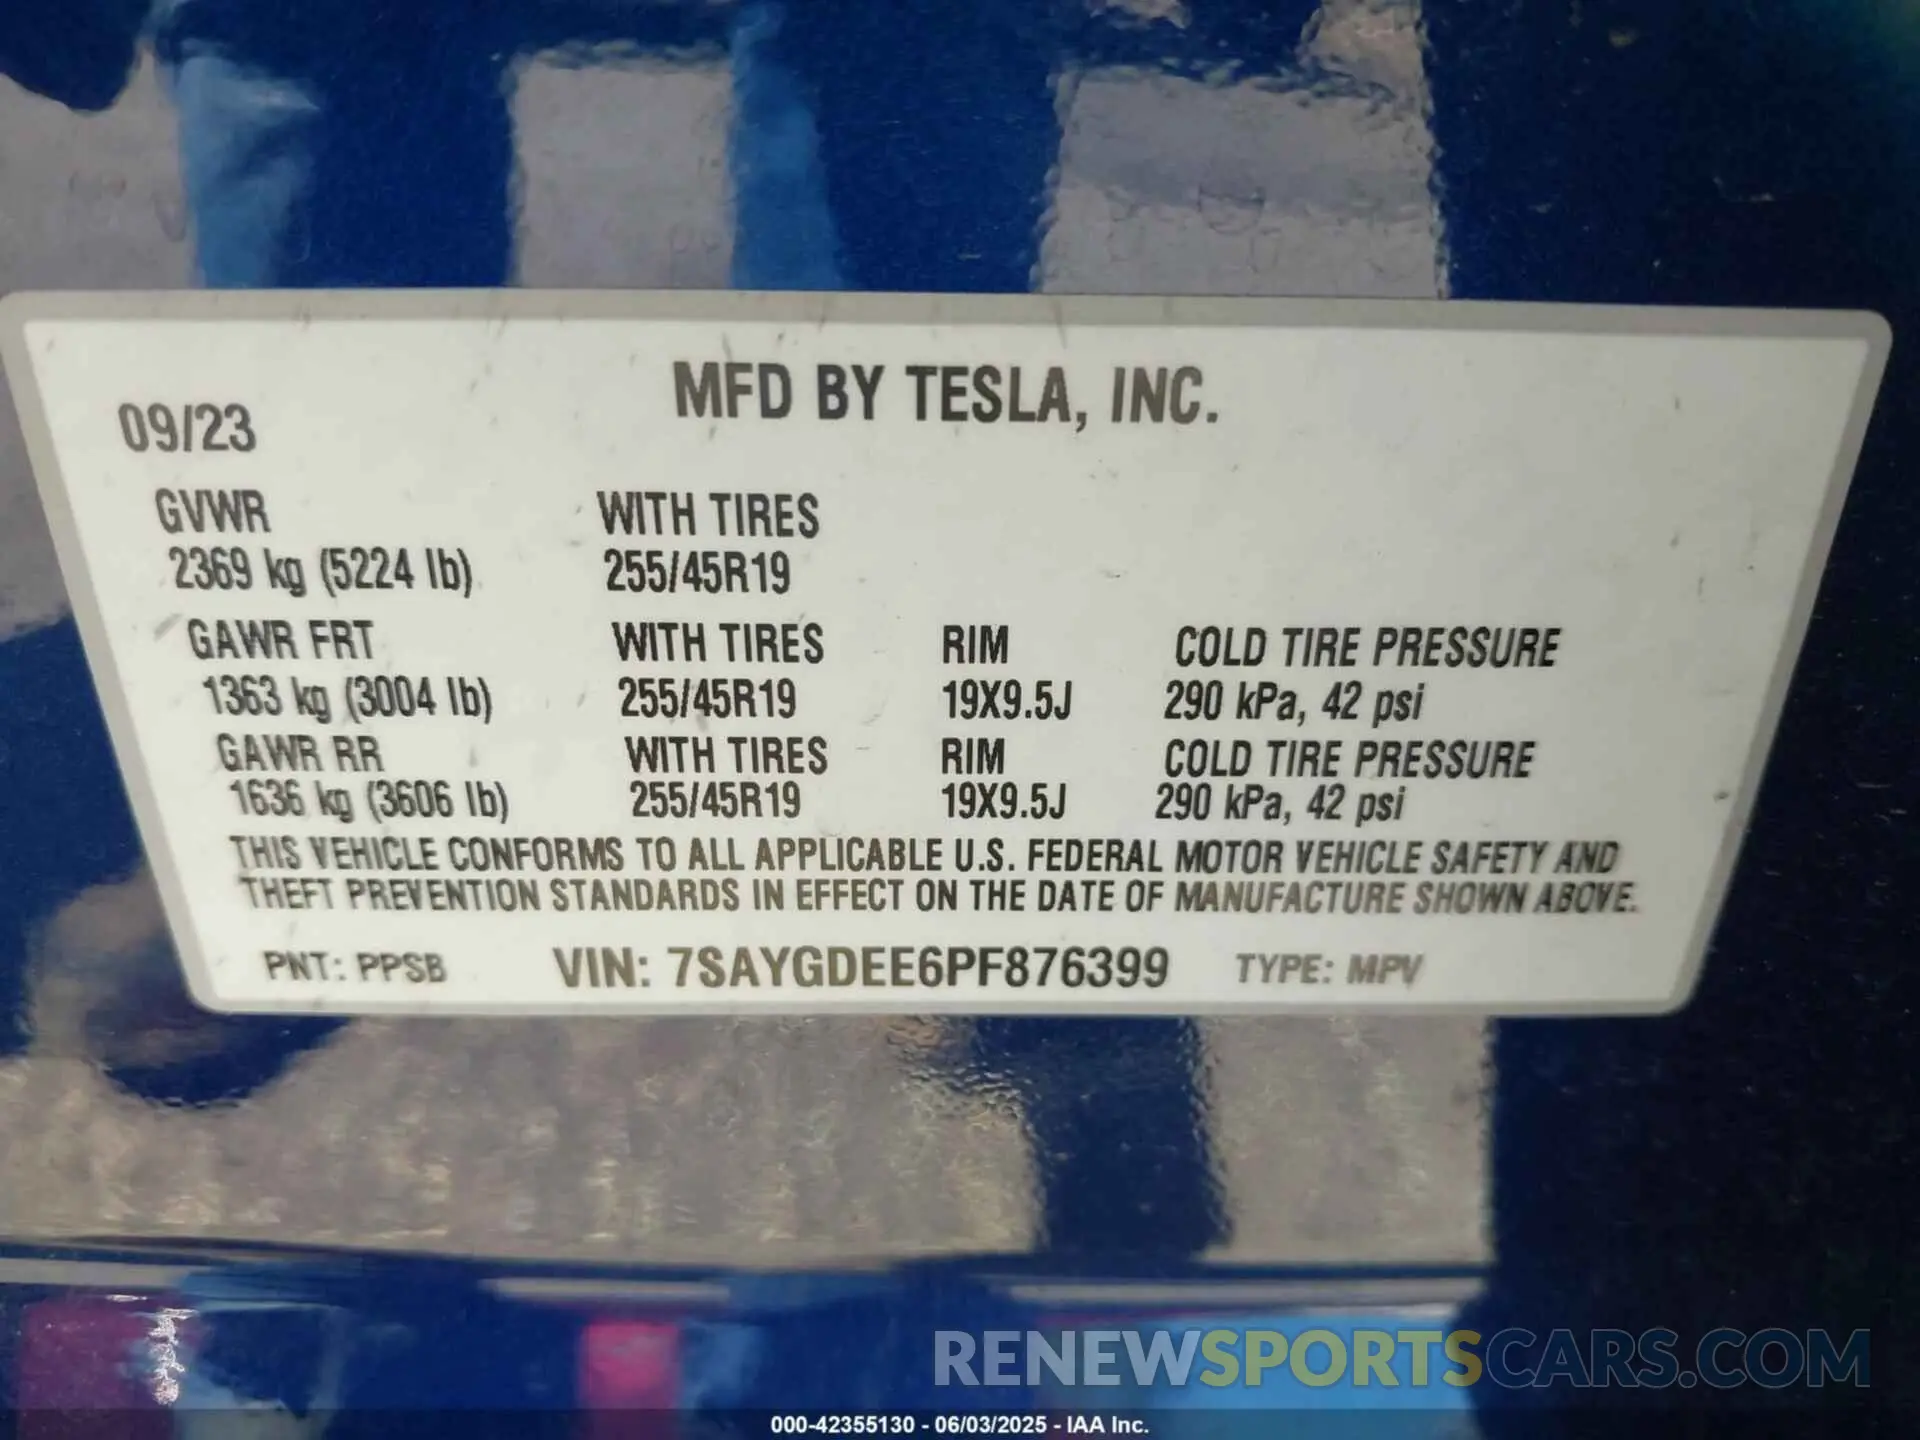 MFD BY TESLA, INC.
09/23
GVWR WITH TIRES
2369 kg (5224 lb) 255/45R19
GAWR FRT WITH TIRES RIM COLD TIRE PRESSURE
1363 kg (3004 lb) 255/45R19 19X9.5J 290 kPa, 42 psi
GAWR RR WITH TIRES RIM COLD TIRE PRESSURE
1636 kg (3606 lb) 255/45R19 19X9.5J 290 kPa, 42 psi
THIS VEHICLE CONFORMS TO ALL APPLICABLE U.S. FEDERAL MOTOR VEHICLE SAFETY AND
THEFT PREVENTION STANDARDS IN EFFECT ON THE DATE OF MANUFACTURE SHOWN ABOVE.
PNT: PPSB VIN: 7SAYGDEE6PF876399 TYPE: MPV
RENEWSPORTSCARS.COM
000-42355130 - 06/03/2025 - IAA Inc.